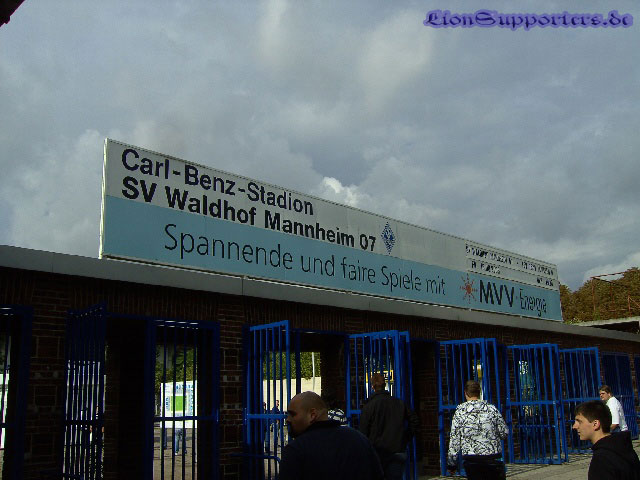 LionSupporters.de
Carl-Benz-Stadion
SV Waldhof Mannheim 07
Spannende und faire Spiele mit MVV Energie